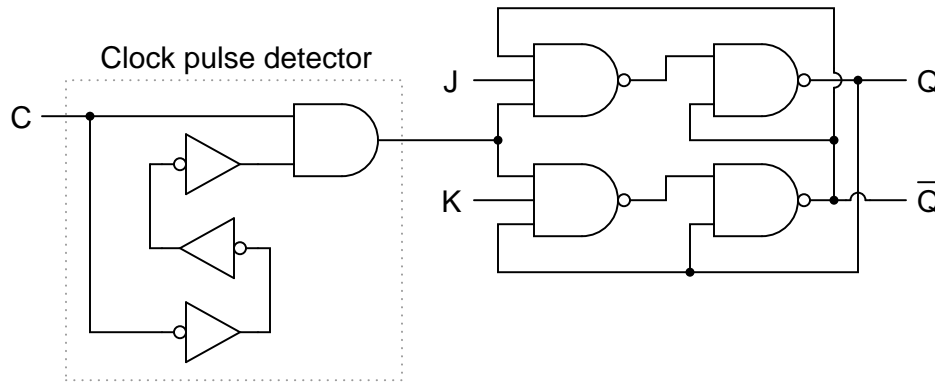 Clock pulse detector
C
J
Q
K
Q̅